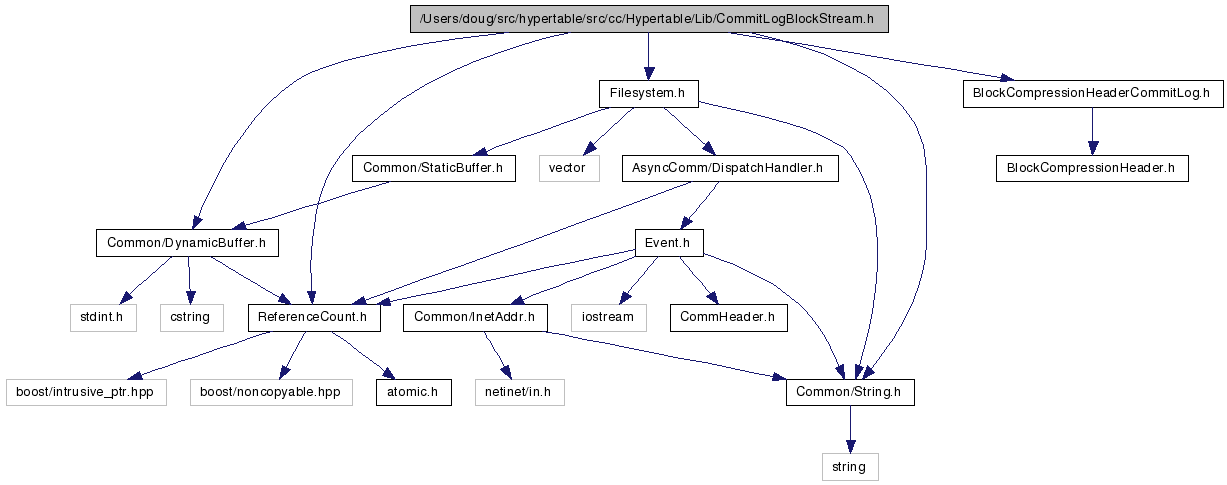 /Users/doug/src/hypertable/src/cc/Hypertable/Lib/CommitLogBlockStream.h
Filesystem.h
BlockCompressionHeaderCommitLog.h
Common/StaticBuffer.h
vector
AsyncComm/DispatchHandler.h
BlockCompressionHeader.h
Common/DynamicBuffer.h
Event.h
stdint.h
cstring
ReferenceCount.h
Common/InetAddr.h
iostream
CommHeader.h
boost/intrusive_ptr.hpp
boost/noncopyable.hpp
atomic.h
netinet/in.h
Common/String.h
string